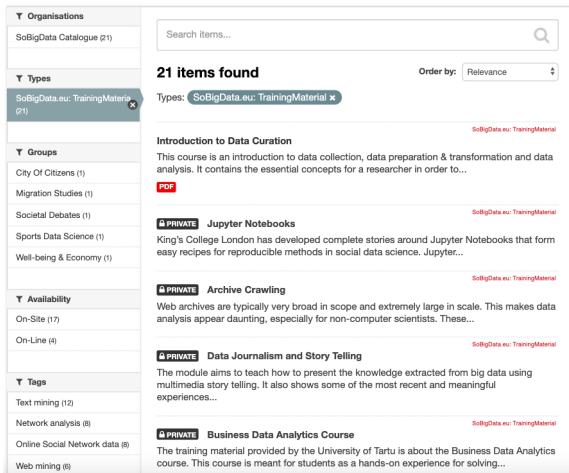 Organisations
SoBigData Catalogue (21)
Types
SoBigData.eu: TrainingMateria
(21)
Groups
City Of Citizens (1)
Migration Studies (1)
Societal Debates (1)
Sports Data Science (1)
Well-being & Economy (1)
Availability
On-Site (17)
On-Line (4)
Tags
Text mining (12)
Network analysis (8)
Online Social Network data (8)
Web mining (6)
Search items...
21 items found
Order by: Relevance
Types: SoBigData.eu: TrainingMaterial ×
SoBigData.eu: TrainingMaterial
Introduction to Data Curation
This course is an introduction to data collection, data preparation & transformation and data
analysis. It contains the essential concepts for a researcher in order to...
PDF
SoBigData.eu: TrainingMaterial
PRIVATE Jupyter Notebooks
King's College London has developed complete stories around Jupyter Notebooks that form
easy recipes for reproducible methods in social data science. Jupyter...
SoBigData.eu: TrainingMaterial
PRIVATE Archive Crawling
Web archives are typically very broad in scope and extremely large in scale. This makes data
analysis appear daunting, especially for non-computer scientists. These...
SoBigData.eu: TrainingMaterial
PRIVATE Data Journalism and Story Telling
The module aims to teach how to present the knowledge extracted from big data using
multimedia story telling. It also shows some of the most recent and meaningful
experiences...
SoBigData.eu: TrainingMaterial
PRIVATE Business Data Analytics Course
The training material provided by the University of Tartu is about the Business Data Analytics
course. This course is meant for students as a hands-on experience for solving...